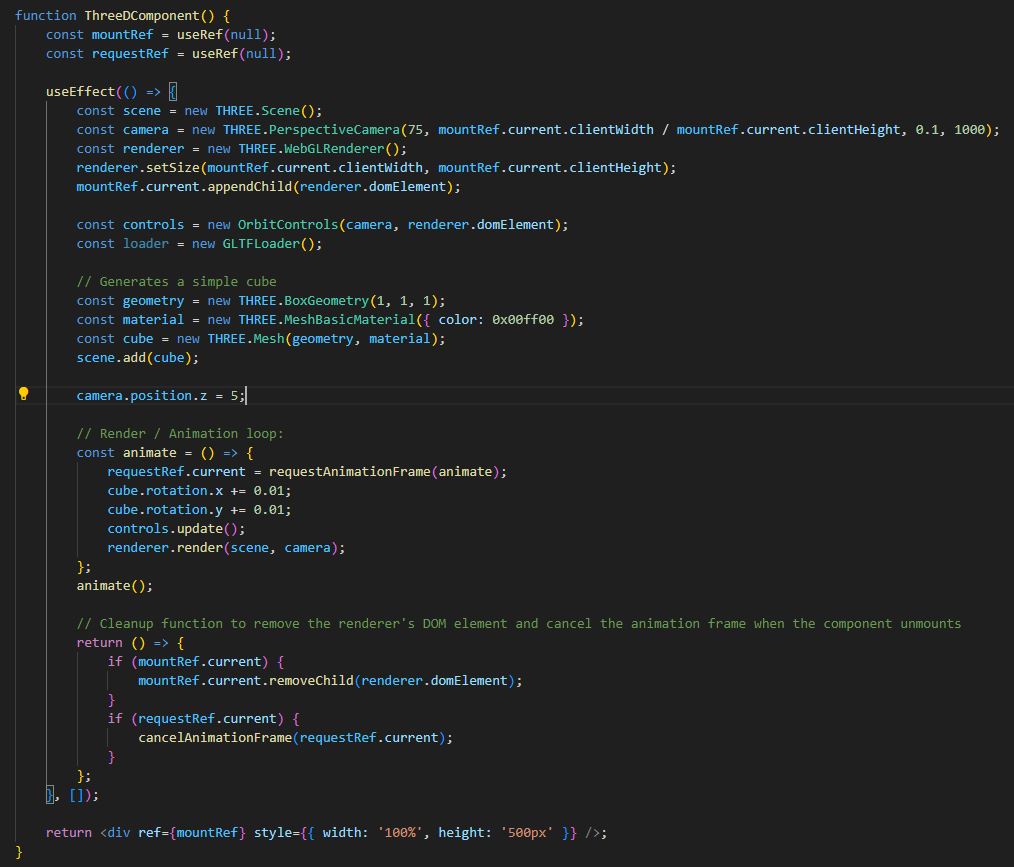 function ThreeDComponent() {
    const mountRef = useRef(null);
    const requestRef = useRef(null);

    useEffect(() => {
        const scene = new THREE.Scene();
        const camera = new THREE.PerspectiveCamera(75, mountRef.current.clientWidth / mountRef.current.clientHeight, 0.1, 1000);
        const renderer = new THREE.WebGLRenderer();
        renderer.setSize(mountRef.current.clientWidth, mountRef.current.clientHeight);
        mountRef.current.appendChild(renderer.domElement);

        const controls = new OrbitControls(camera, renderer.domElement);
        const loader = new GLTFLoader();

        // Generates a simple cube
        const geometry = new THREE.BoxGeometry(1, 1, 1);
        const material = new THREE.MeshBasicMaterial({ color: 0x00ff00 });
        const cube = new THREE.Mesh(geometry, material);
        scene.add(cube);

        camera.position.z = 5;

        // Render / Animation loop:
        const animate = () => {
            requestRef.current = requestAnimationFrame(animate);
            cube.rotation.x += 0.01;
            cube.rotation.y += 0.01;
            controls.update();
            renderer.render(scene, camera);
        };
        animate();

        // Cleanup function to remove the renderer's DOM element and cancel the animation frame when the component unmounts
        return () => {
            if (mountRef.current) {
                mountRef.current.removeChild(renderer.domElement);
            }
            if (requestRef.current) {
                cancelAnimationFrame(requestRef.current);
            }
        };
    }, []);

    return <div ref={mountRef} style={{ width: '100%', height: '500px' }} />;
}